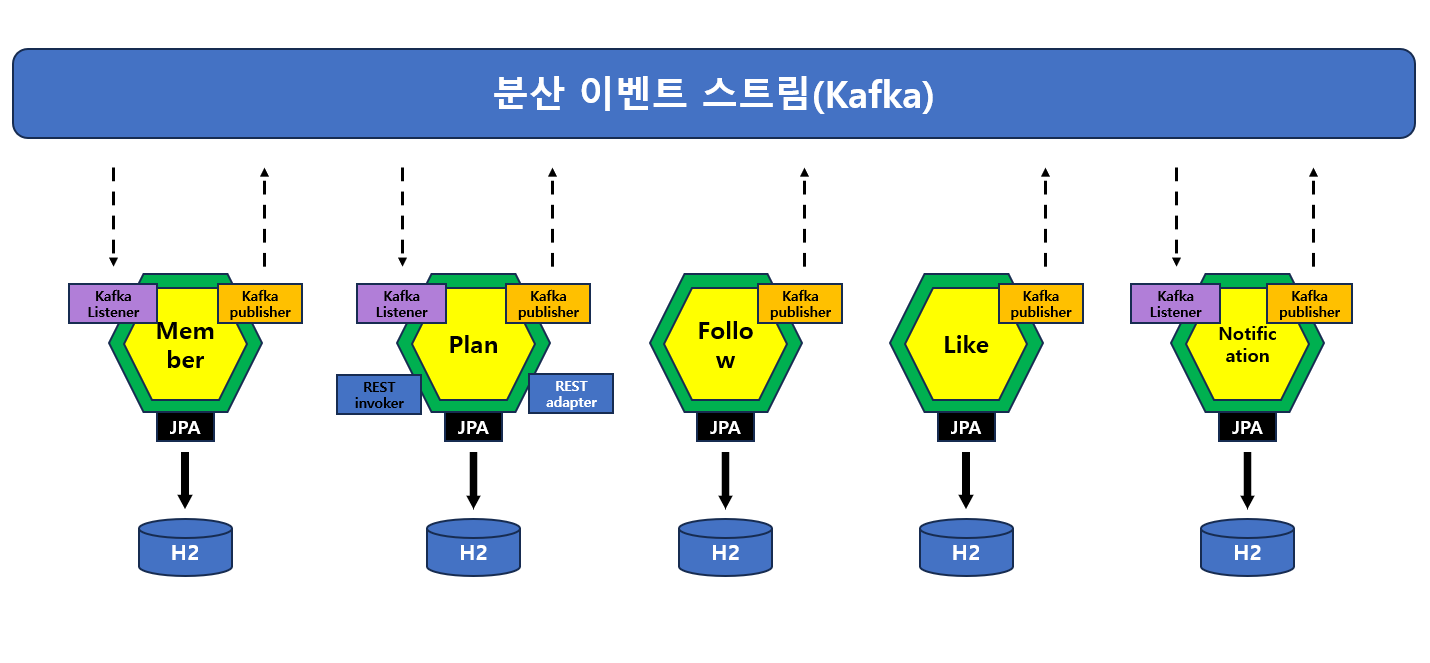 분산 이벤트 스트림(Kafka)
Kafka
Listener
Kafka
publisher
Mem
ber
JPA
H2
Kafka
Listener
Kafka
publisher
Plan
REST
invoker
REST
adapter
JPA
H2
Kafka
publisher
Follo
w
JPA
H2
Kafka
publisher
Like
JPA
H2
Kafka
Listener
Kafka
publisher
Notific
ation
JPA
H2